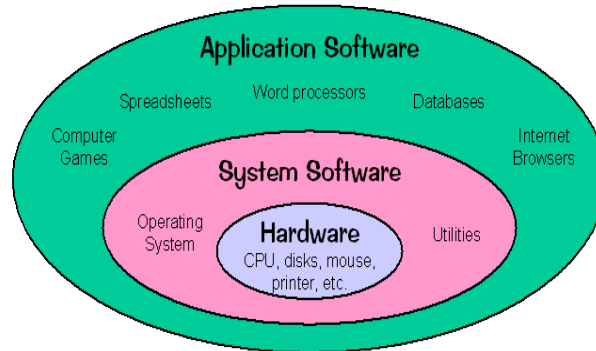 Application Software
Spreadsheets
Word processors
Databases
Computer
Games
Internet
Browsers
System Software
Operating
System
Utilities
Hardware
CPU, disks, mouse,
printer, etc.